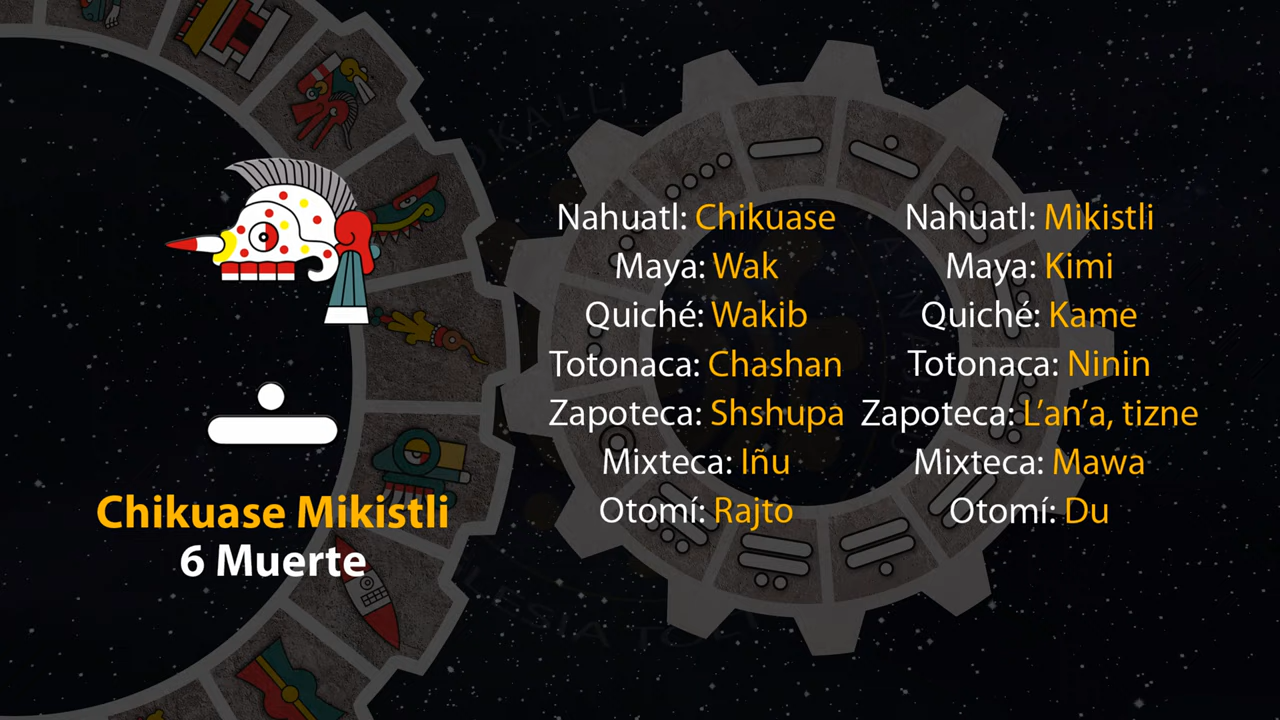 Chikuase Mikistli
6 Muerte
Nahuatl: Chikuase
Maya: Wak
Quiché: Wakib
Totonaca: Chashan
Zapoteca: Shshupa
Mixteca: Iñu
Otomí: Rajto
Nahuatl: Mikistli
Maya: Kimi
Quiché: Kame
Totonaca: Ninin
Zapoteca: L'an'a, tizne
Mixteca: Mawa
Otomí: Du